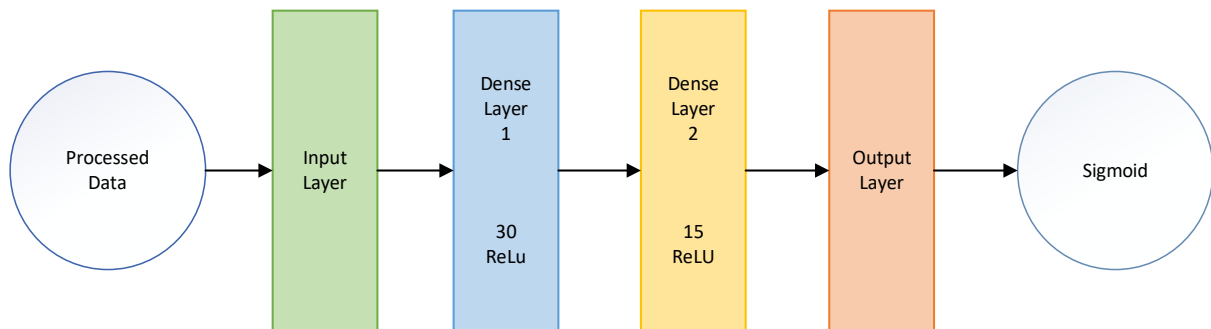 Processed
Data
Input
Layer
Dense
Layer
1
30
ReLu
Dense
Layer
2
15
ReLU
Output
Layer
Sigmoid